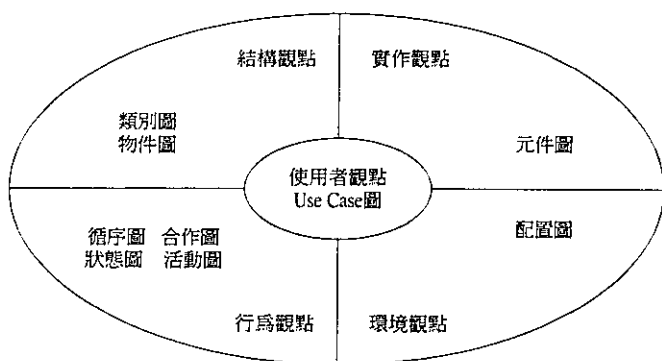 結構觀點
實作觀點
類別圖
物件圖
元件圖
使用者觀點
Use Case圖
循序圖 合作圖
狀態圖 活動圖
配置圖
行爲觀點
環境觀點